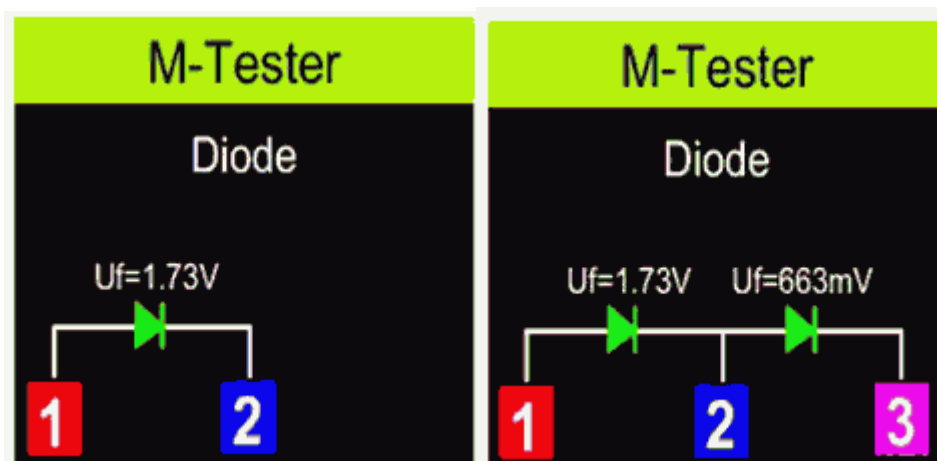 M-Tester
Diode
Uf=1.73V
1 2
M-Tester
Diode
Uf=1.73V Uf=663mV
1 2 3